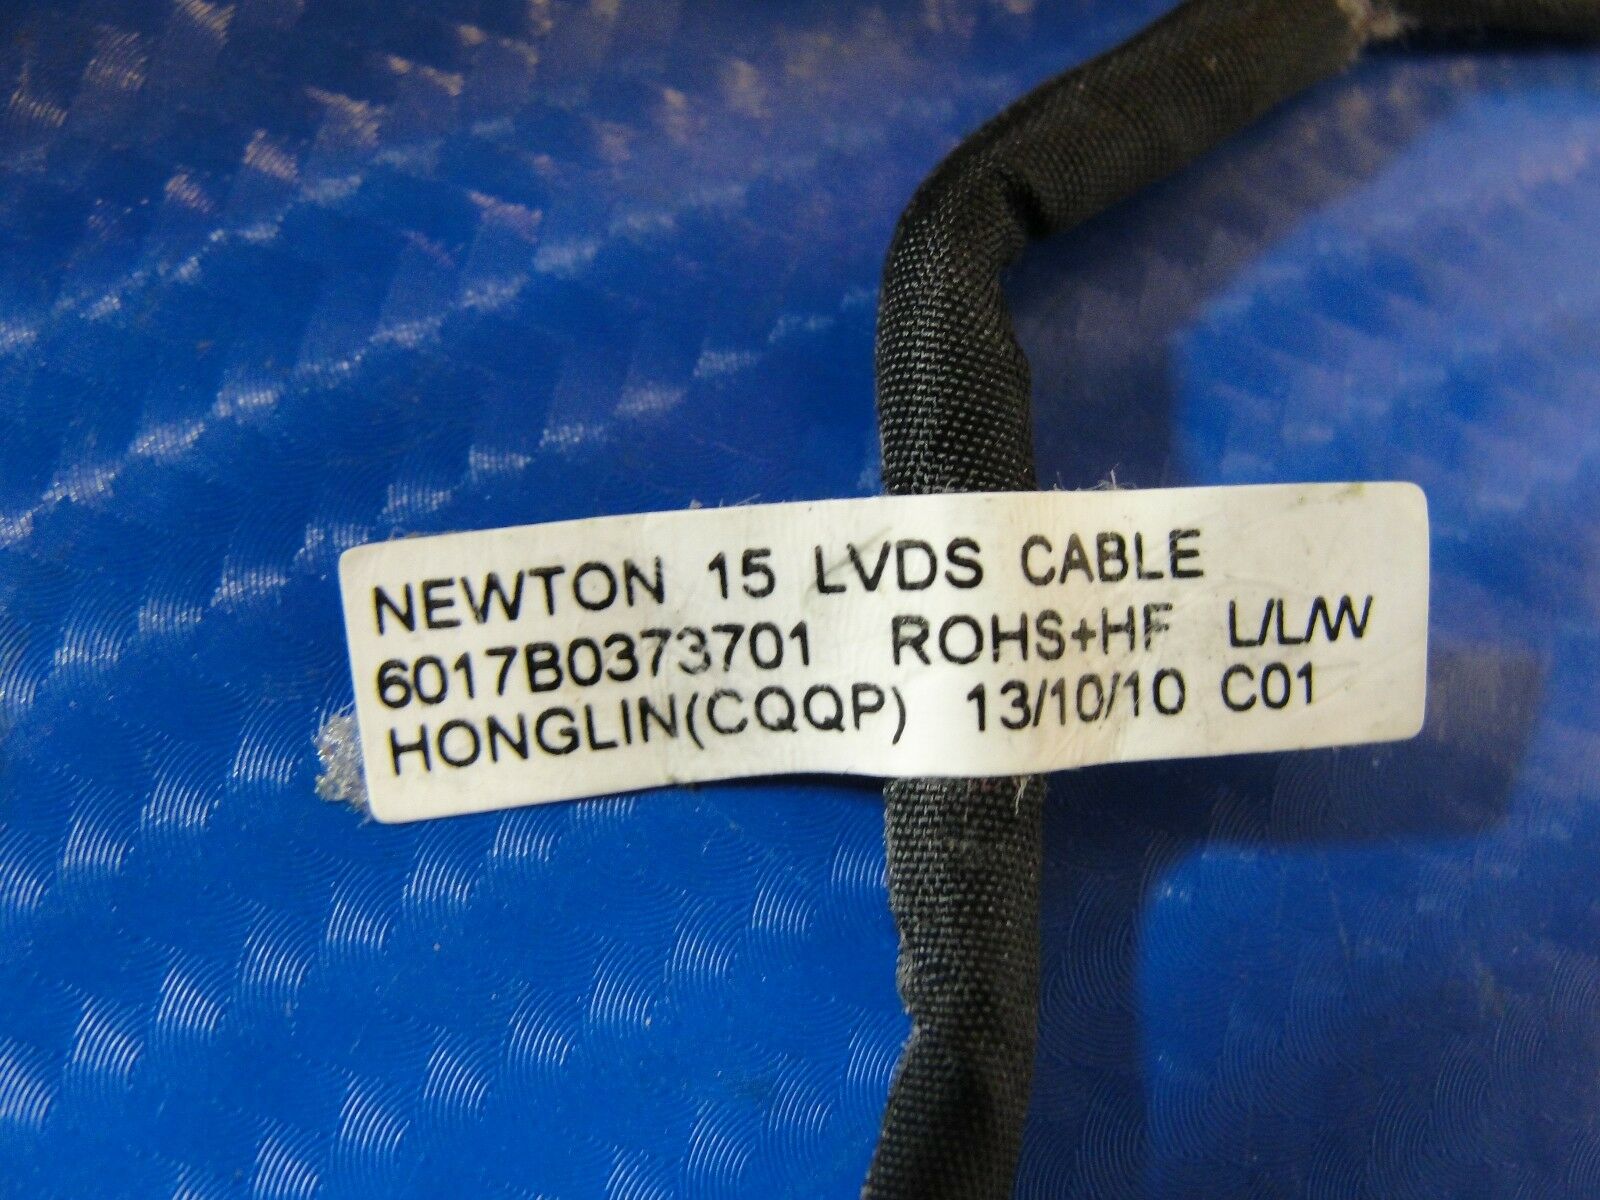 NEWTON 15 LVDS CABLE
6017B0373701 ROHS+HF L/L/W
HONGLIN(CQQP) 13/10/10 C01